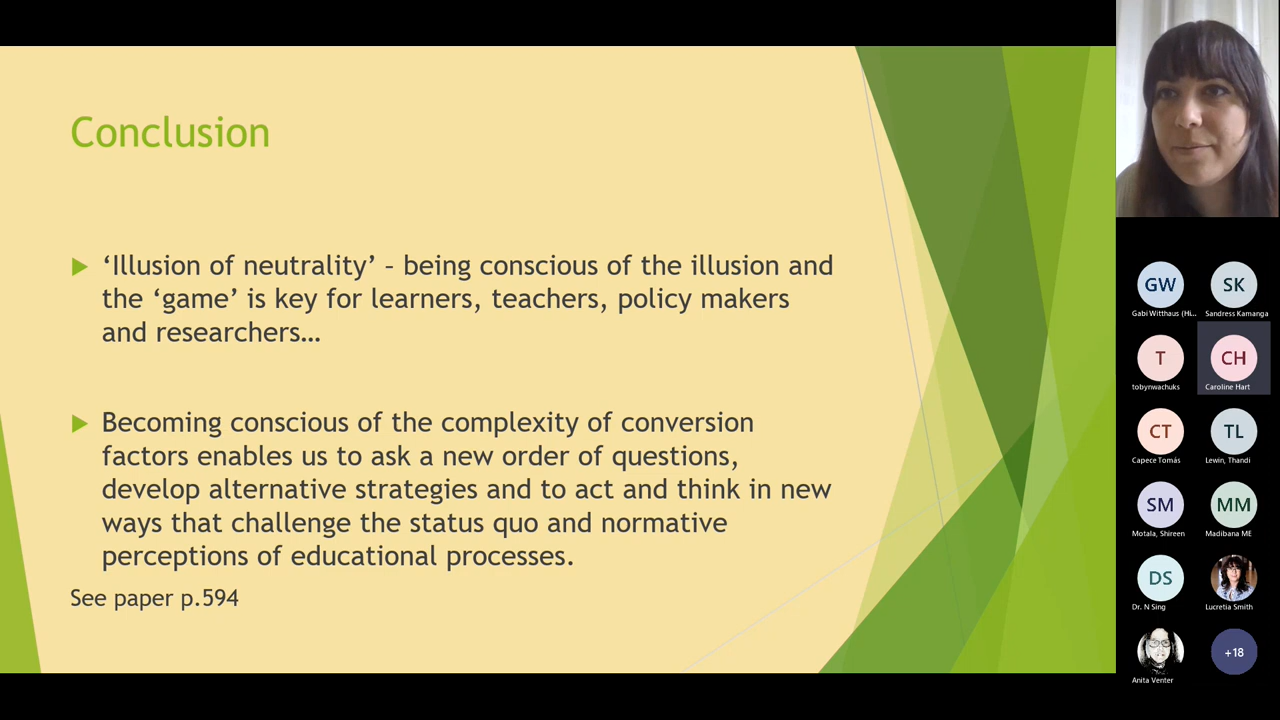 Conclusion
‘Illusion of neutrality’ – being conscious of the illusion and
the ‘game’ is key for learners, teachers, policy makers
and researchers…
Becoming conscious of the complexity of conversion
factors enables us to ask a new order of questions,
develop alternative strategies and to act and think in new
ways that challenge the status quo and normative
perceptions of educational processes.
See paper p.594
GW
SK
Gabi Witthaus (Hi...
Sandress Kamanga
T
CH
tobynwachuks
Caroline Hart
CT
TL
Capece Tomás
Lewin, Thandi
SM
MM
Motala, Shireen
Madibana ME
DS
Dr. N Sing
Lucretia Smith
+18
Anita Venter